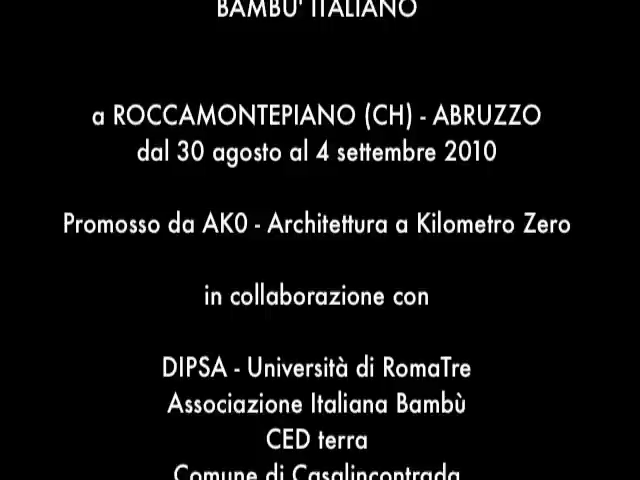 BAMBU' ITALIANO
a ROCCAMONTEPIANO (CH) - ABRUZZO
dal 30 agosto al 4 settembre 2010
Promosso da AK0 - Architettura a Kilometro Zero
in collaborazione con
DIPSA - Università di RomaTre
Associazione Italiana Bambù
CED terra
Comune di Casalincontrada